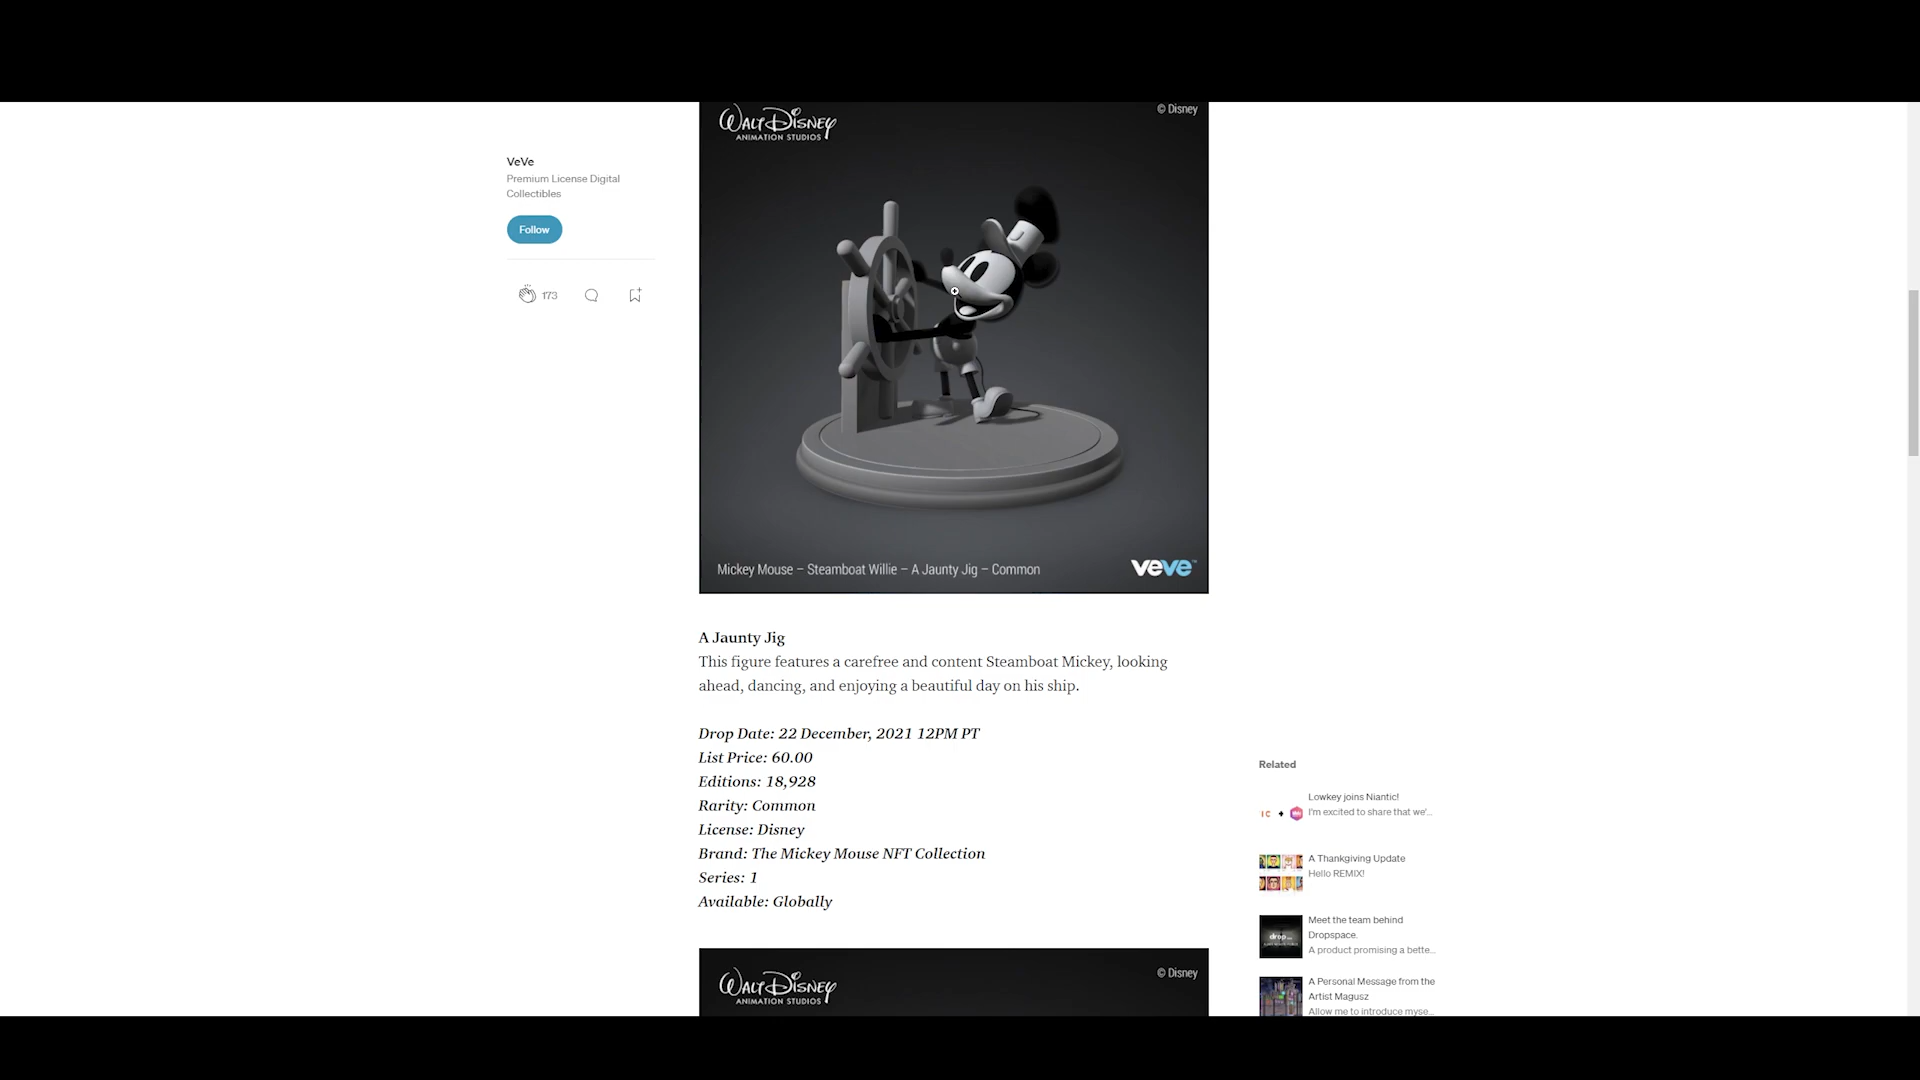 WALT DISNEY
ANIMATION STUDIOS
© Disney
VeVe
Premium License Digital
Collectibles
Follow
173
Mickey Mouse – Steamboat Willie – A Jaunty Jig – Common
veve
A Jaunty Jig
This figure features a carefree and content Steamboat Mickey, looking
ahead, dancing, and enjoying a beautiful day on his ship.
Drop Date: 22 December, 2021 12PM PT
List Price: 60.00
Editions: 18,928
Rarity: Common
License: Disney
Brand: The Mickey Mouse NFT Collection
Series: 1
Available: Globally
WALT DISNEY
ANIMATION STUDIOS
© Disney
Related
Lowkey joins Niantic!
I'm excited to share that we'...
A Thankgiving Update
Hello REMIX!
Meet the team behind
Dropspace.
A product promising a bette...
A Personal Message from the
Artist Magusz
Allow me to introduce myse...
drop